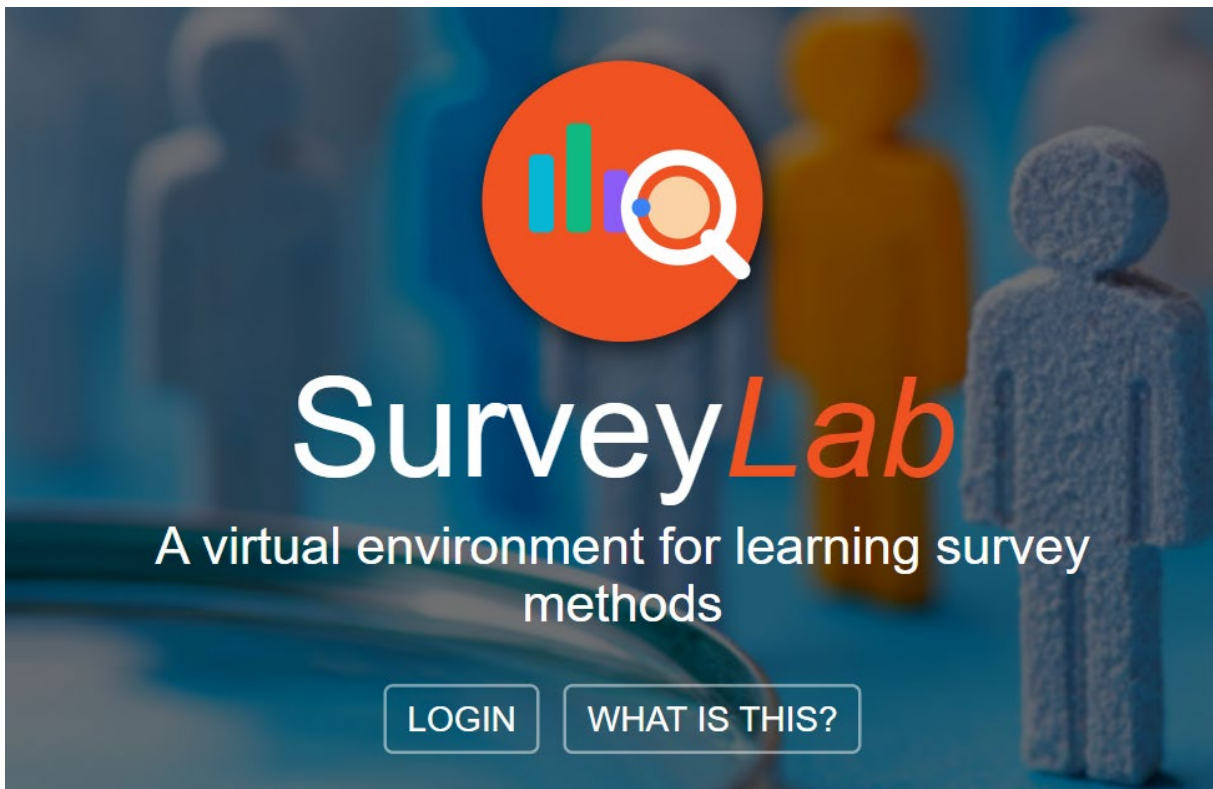 SurveyLab
A virtual environment for learning survey
methods
LOGIN
WHAT IS THIS?